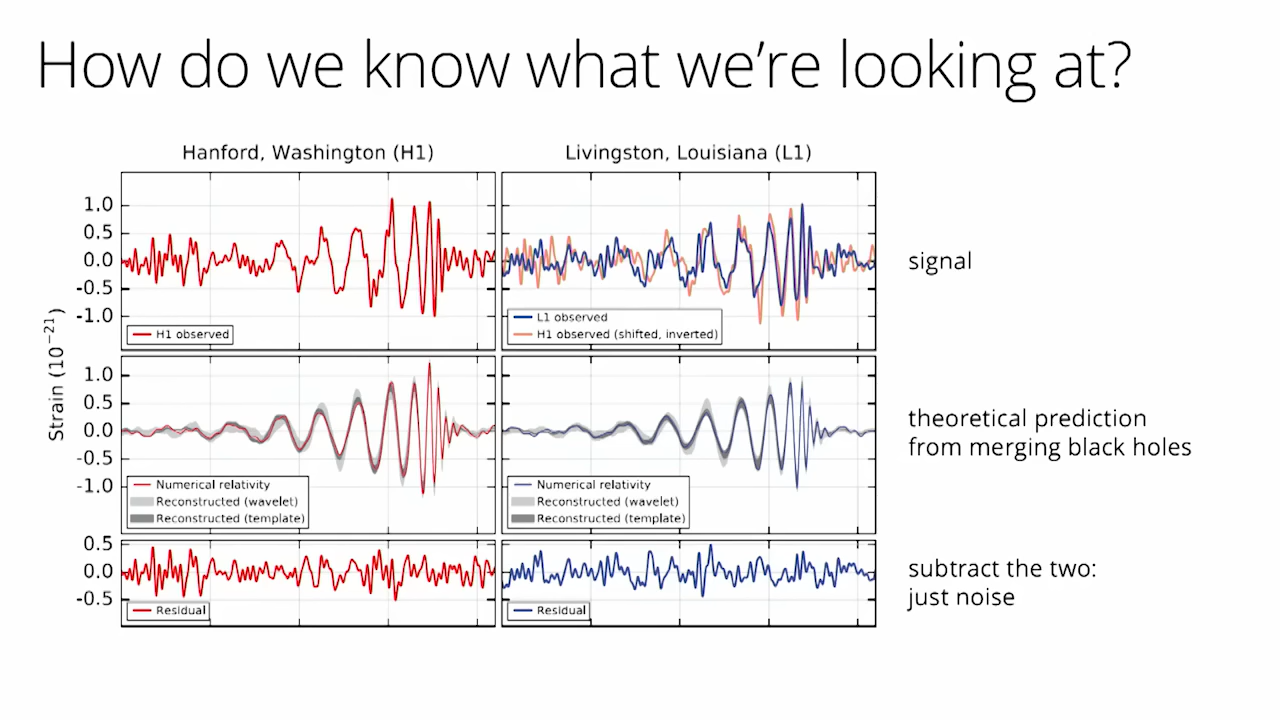 How do we know what we're looking at?
Hanford, Washington (H1)
Livingston, Louisiana (L1)
Strain (10⁻²¹)
1.0
0.5
0.0
-0.5
-1.0
H1 observed
L1 observed
H1 observed (shifted, inverted)
signal
1.0
0.5
0.0
-0.5
-1.0
Numerical relativity
Reconstructed (wavelet)
Reconstructed (template)
Numerical relativity
Reconstructed (wavelet)
Reconstructed (template)
theoretical prediction
from merging black holes
0.5
0.0
-0.5
Residual
Residual
subtract the two:
just noise